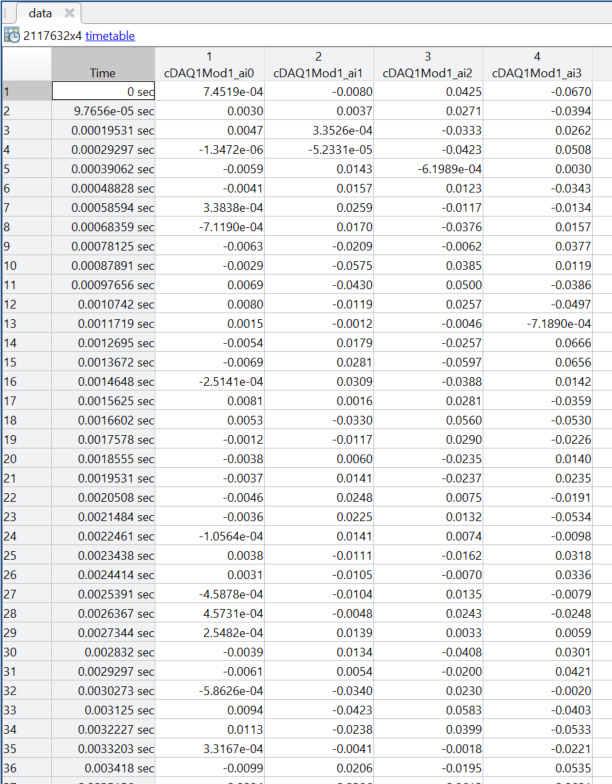 data
2117632x4 timetable
1 2 3 4
Time cDAQ1Mod1_ai0 cDAQ1Mod1_ai1 cDAQ1Mod1_ai2 cDAQ1Mod1_ai3
1 0 sec 7.4519e-04 -0.0080 0.0425 -0.0670
2 9.7656e-05 sec 0.0030 0.0037 0.0271 -0.0394
3 0.00019531 sec 0.0047 3.3526e-04 -0.0333 0.0262
4 0.00029297 sec -1.3472e-06 -5.2331e-05 -0.0423 0.0508
5 0.00039062 sec -0.0059 0.0143 -6.1989e-04 0.0030
6 0.00048828 sec -0.0041 0.0157 0.0123 -0.0343
7 0.00058594 sec 3.3838e-04 0.0259 -0.0117 -0.0134
8 0.00068359 sec -7.1190e-04 0.0170 -0.0376 0.0157
9 0.00078125 sec -0.0063 -0.0209 -0.0062 0.0377
10 0.00087891 sec -0.0029 -0.0575 0.0385 0.0119
11 0.00097656 sec 0.0069 -0.0430 0.0500 -0.0386
12 0.0010742 sec 0.0080 -0.0119 0.0257 -0.0497
13 0.0011719 sec 0.0015 -0.0012 -0.0046 -7.1890e-04
14 0.0012695 sec -0.0054 0.0179 -0.0257 0.0666
15 0.0013672 sec -0.0069 0.0281 -0.0597 0.0656
16 0.0014648 sec -2.5141e-04 0.0309 -0.0388 0.0142
17 0.0015625 sec 0.0081 0.0016 0.0281 -0.0359
18 0.0016602 sec 0.0053 -0.0330 0.0560 -0.0530
19 0.0017578 sec -0.0012 -0.0117 0.0290 -0.0226
20 0.0018555 sec -0.0038 0.0060 -0.0235 0.0140
21 0.0019531 sec -0.0037 0.0141 -0.0237 0.0235
22 0.0020508 sec -0.0046 0.0248 0.0075 -0.0191
23 0.0021484 sec -0.0036 0.0225 0.0132 -0.0534
24 0.0022461 sec -1.0564e-04 0.0141 0.0074 -0.0098
25 0.0023438 sec 0.0038 -0.0111 -0.0162 0.0318
26 0.0024414 sec 0.0031 -0.0105 -0.0070 0.0336
27 0.0025391 sec -4.5878e-04 -0.0104 0.0135 -0.0079
28 0.0026367 sec 4.5731e-04 -0.0048 0.0243 -0.0248
29 0.0027344 sec 2.5482e-04 0.0139 0.0033 0.0059
30 0.002832 sec -0.0039 0.0134 -0.0408 0.0301
31 0.0029297 sec -0.0061 0.0054 -0.0200 0.0421
32 0.0030273 sec -5.8626e-04 -0.0340 0.0230 -0.0020
33 0.003125 sec 0.0094 -0.0423 0.0583 -0.0403
34 0.0032227 sec 0.0113 -0.0238 0.0399 -0.0533
35 0.0033203 sec 3.3167e-04 -0.0041 -0.0018 -0.0221
36 0.003418 sec -0.0099 0.0206 -0.0195 0.0535